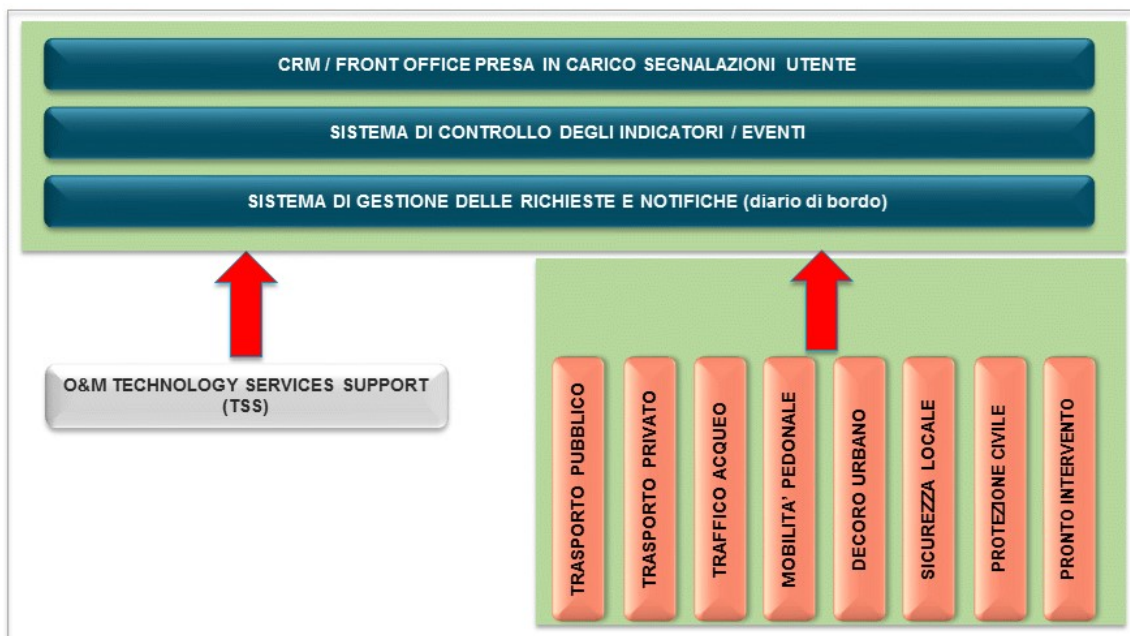 CRM / FRONT OFFICE PRESA IN CARICO SEGNALAZIONI UTENTE
SISTEMA DI CONTROLLO DEGLI INDICATORI / EVENTI
SISTEMA DI GESTIONE DELLE RICHIESTE E NOTIFICHE (diario di bordo)
O&M TECHNOLOGY SERVICES SUPPORT
(TSS)
TRASPORTO PUBBLICO
TRASPORTO PRIVATO
TRAFFICO ACQUEO
MOBILITA' PEDONALE
DECORO URBANO
SICUREZZA LOCALE
PROTEZIONE CIVILE
PRONTO INTERVENTO